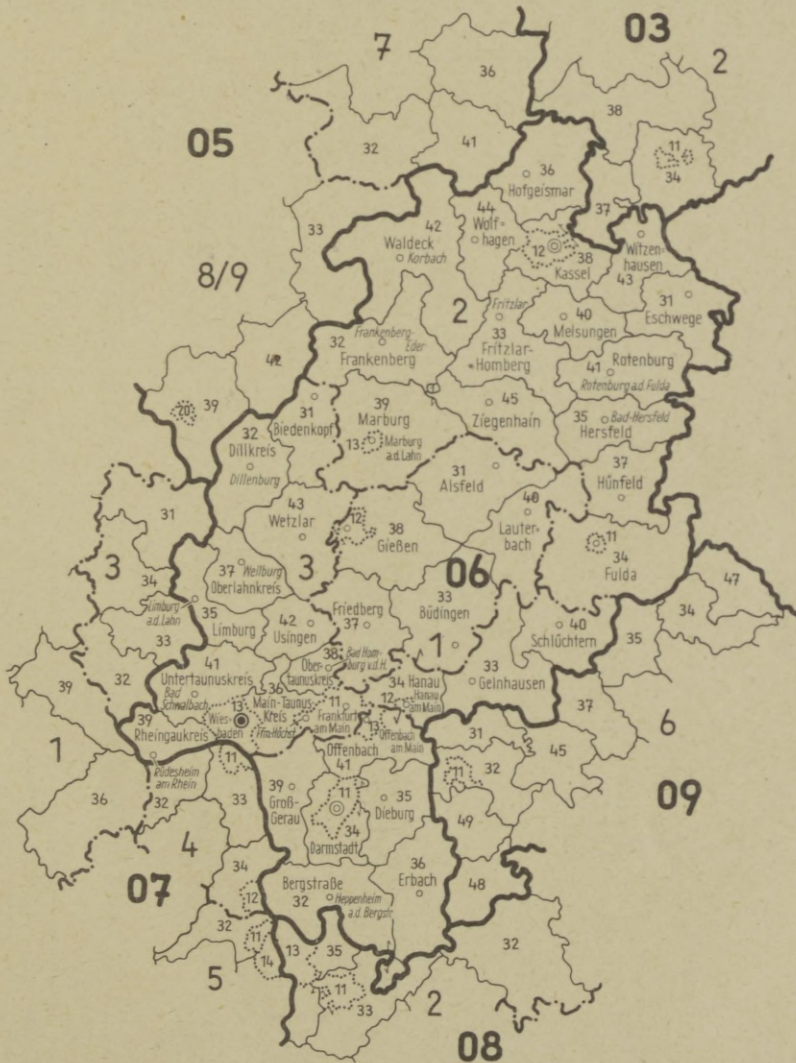 03
7
2
36
38
05
32
41
11
34
36
Hofgeismar
37
33
42
44
Wolf-
hagen
Waldeck
Korbach
12
38
Kassel
Witzen-
hausen
43
8/9
31
Eschwege
2
Fritzlar
33
Fritzlar-
Homberg
40
Melsungen
Frankenberg-
Eder
32
Frankenberg
42
41
Rotenburg
Rotenburg a.d. Fulda
20
39
31
Biedenkopf
39
Marburg
13
Marburg
a.d. Lahn
45
Ziegenhain
35
Bad-Hersfeld
Hersfeld
32
Dillkreis
Dillenburg
31
Alsfeld
37
Hünfeld
43
Wetzlar
12
38
Gießen
40
Lauter-
bach
11
34
Fulda
31
3
34
37
Weilburg
Oberlahnkreis
3
06
47
34
Limburg
a.d. Lahn
33
35
Limburg
42
Usingen
Friedberg
37
33
Büdingen
1
40
Schlüchtern
35
32
39
41
Untertaunuskreis
Bad
Schwalbach
38
Ober-
taunuskreis
Bad Hom-
burg v.d.H.
34
Hanau
12
Hanau
am Main
33
Gelnhausen
36
Main-Taunus
Kreis
Ffm.Höchst
11
Frankfurt
am Main
13
Offenbach
am Main
39
Rheingaukreis
13
Wies-
baden
37
6
1
Rüdesheim
am Rhein
11
Offenbach
41
31
11
32
45
09
36
32
33
39
Groß-
Gerau
11
34
Darmstadt
35
Dieburg
49
4
07
34
12
Bergstraße
32
Heppenheim
a.d. Bergstr.
36
Erbach
48
32
11
14
13
35
32
5
11
33
2
08